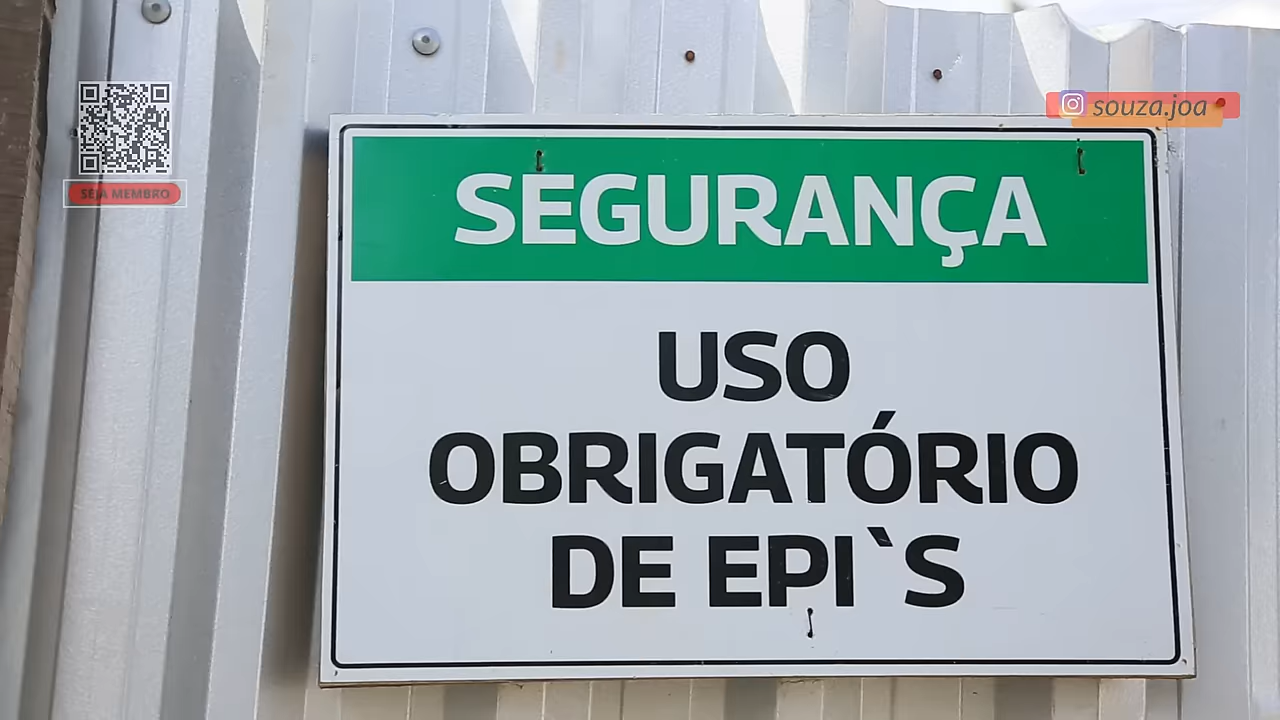 souza.joa
SEJA MEMBRO
SEGURANÇA
USO
OBRIGATÓRIO
DE EPI`S